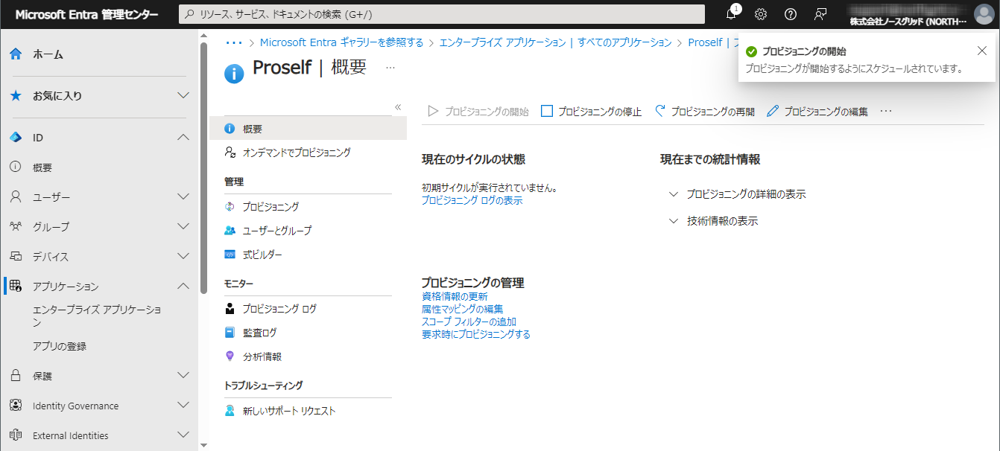 Microsoft Entra 管理センター
リソース、サービス、ドキュメントの検索 (G+/)
1
株式会社ノースグリッド (NORTH…
ホーム
お気に入り
ID
概要
ユーザー
グループ
デバイス
アプリケーション
エンタープライズ アプリケーショ
ン
アプリの登録
保護
Identity Governance
External Identities
… > Microsoft Entra ギャラリーを参照する > エンタープライズ アプリケーション | すべてのアプリケーション > Proself |
Proself | 概要 …
«
概要
オンデマンドでプロビジョニング
管理
プロビジョニング
ユーザーとグループ
式ビルダー
モニター
プロビジョニング ログ
監査ログ
分析情報
トラブルシューティング
新しいサポート リクエスト
プロビジョニングの開始
プロビジョニングが開始するようにスケジュールされています。
プロビジョニングの開始 プロビジョニングの停止 プロビジョニングの再開 プロビジョニングの編集 …
現在のサイクルの状態
初期サイクルが実行されていません。
プロビジョニング ログの表示
現在までの統計情報
プロビジョニングの詳細の表示
技術情報の表示
プロビジョニングの管理
資格情報の更新
属性マッピングの編集
スコープ フィルターの追加
要求時にプロビジョニングする